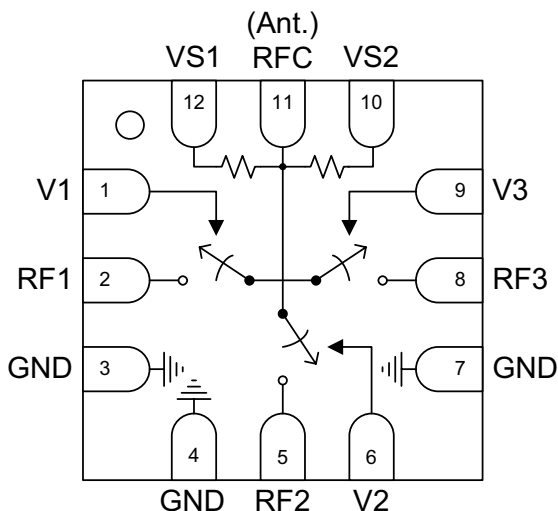 (Ant.)
VS1 RFC VS2
12 11 10
V1 1 9 V3
RF1 2 8 RF3
GND 3 7 GND
4 5 6
GND RF2 V2